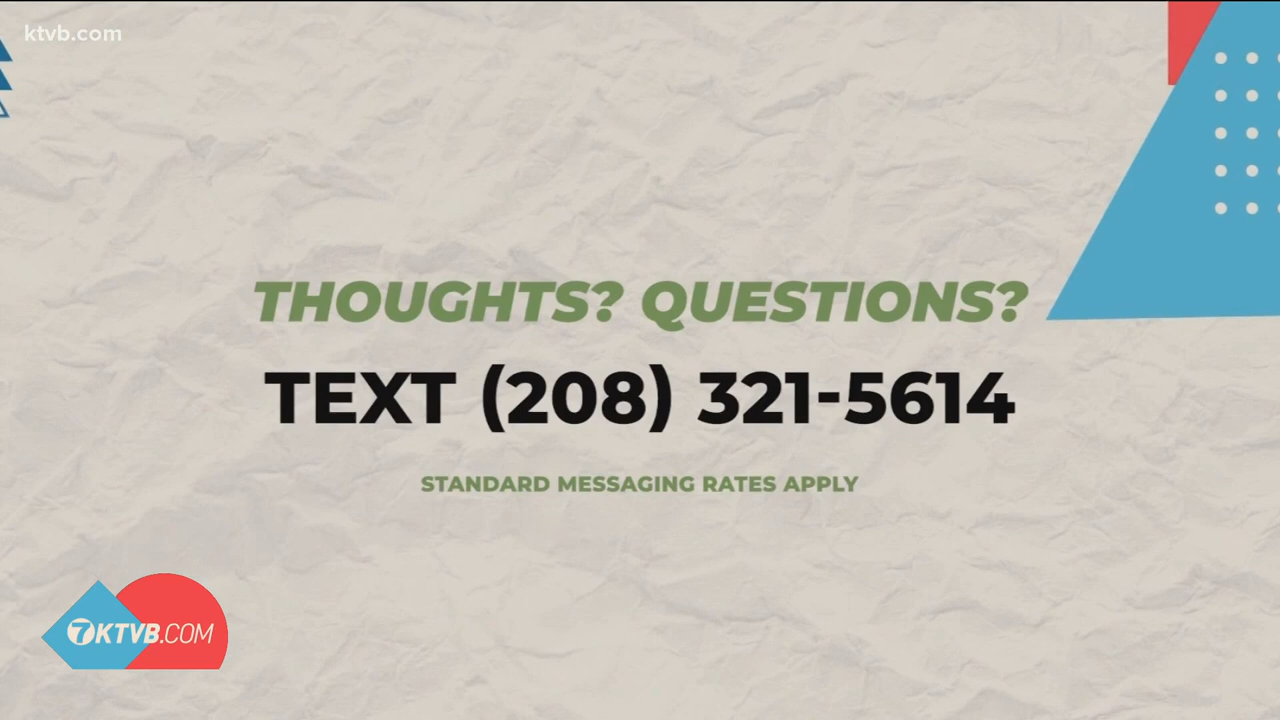 ktvb.com
THOUGHTS? QUESTIONS?
TEXT (208) 321-5614
STANDARD MESSAGING RATES APPLY
7KTVB.COM